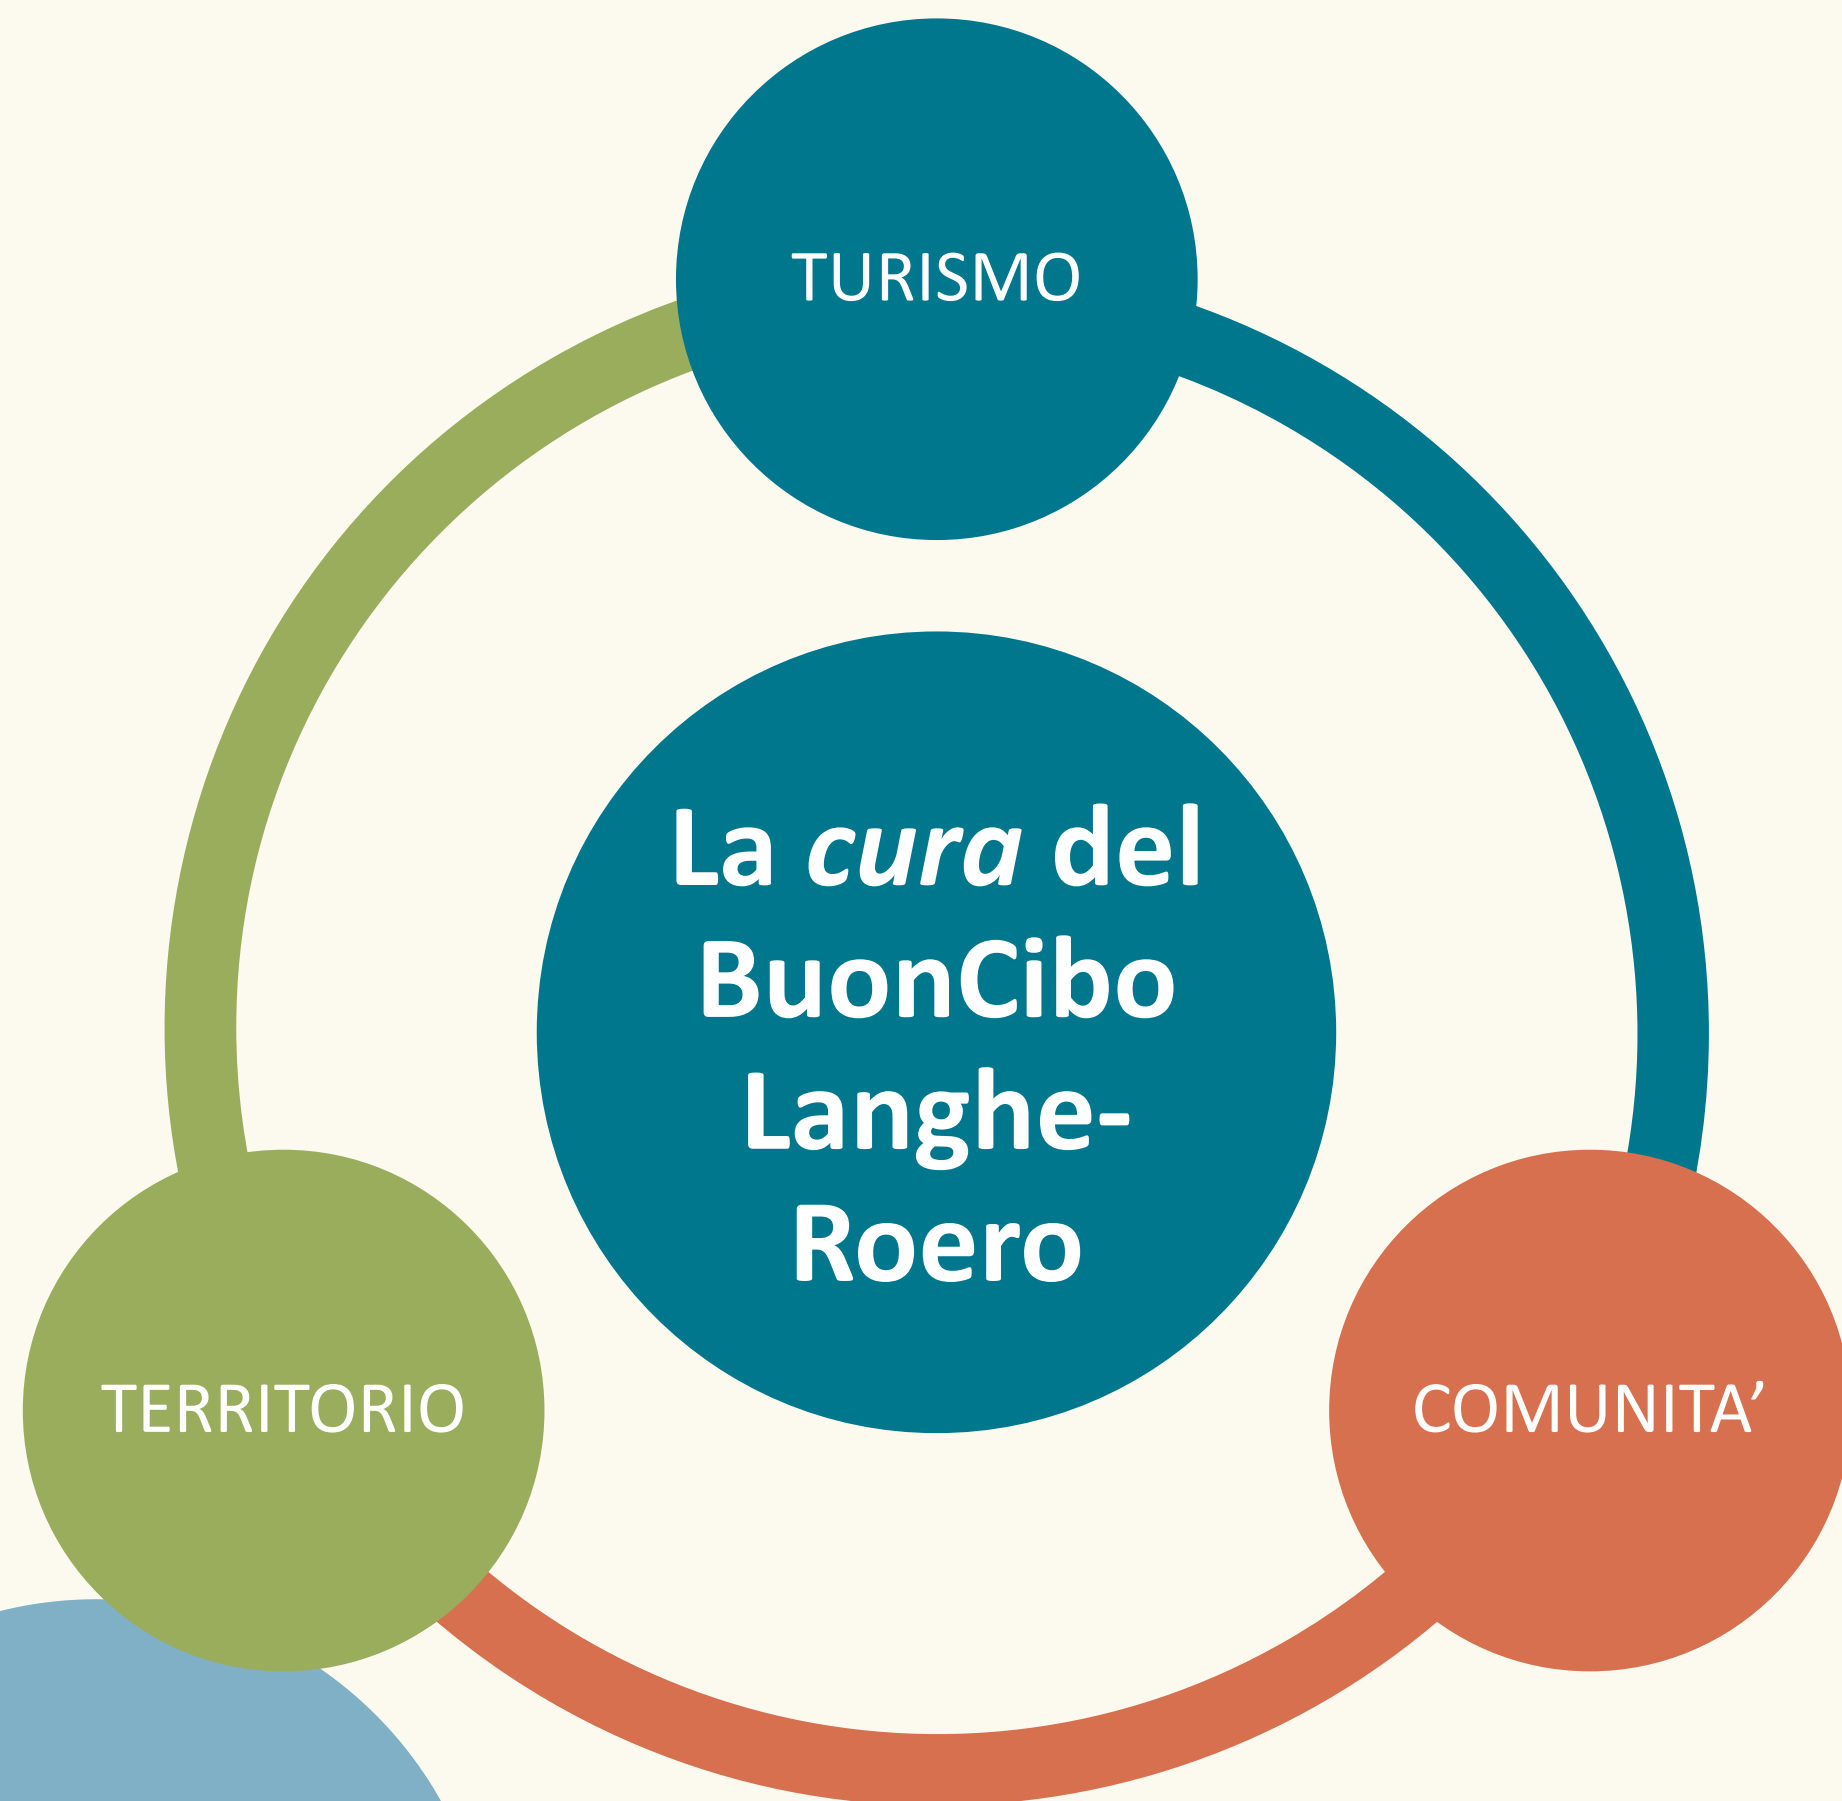 TURISMO
La cura del
BuonCibo
Langhe-
Roero
TERRITORIO
COMUNITA’